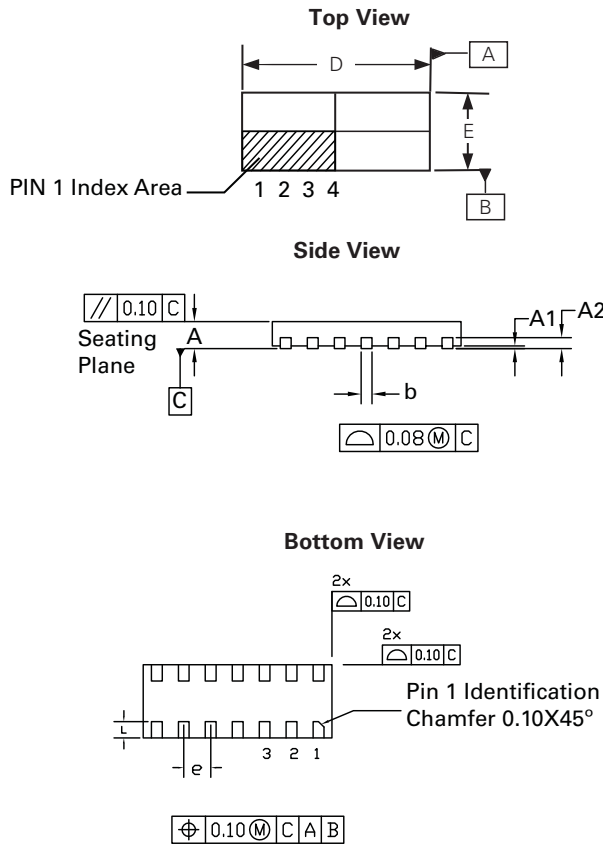 Top View
D
A
E
PIN 1 Index Area
1 2 3 4
B
Side View
// 0.10 C
A1
A2
Seating
Plane
A
C
b
⌓ 0.08 Ⓜ C
Bottom View
2x
⌓ 0.10 C
2x
⌓ 0.10 C
Pin 1 Identification
Chamfer 0.10X45°
L
e
3 2 1
⌖ 0.10 Ⓜ C A B